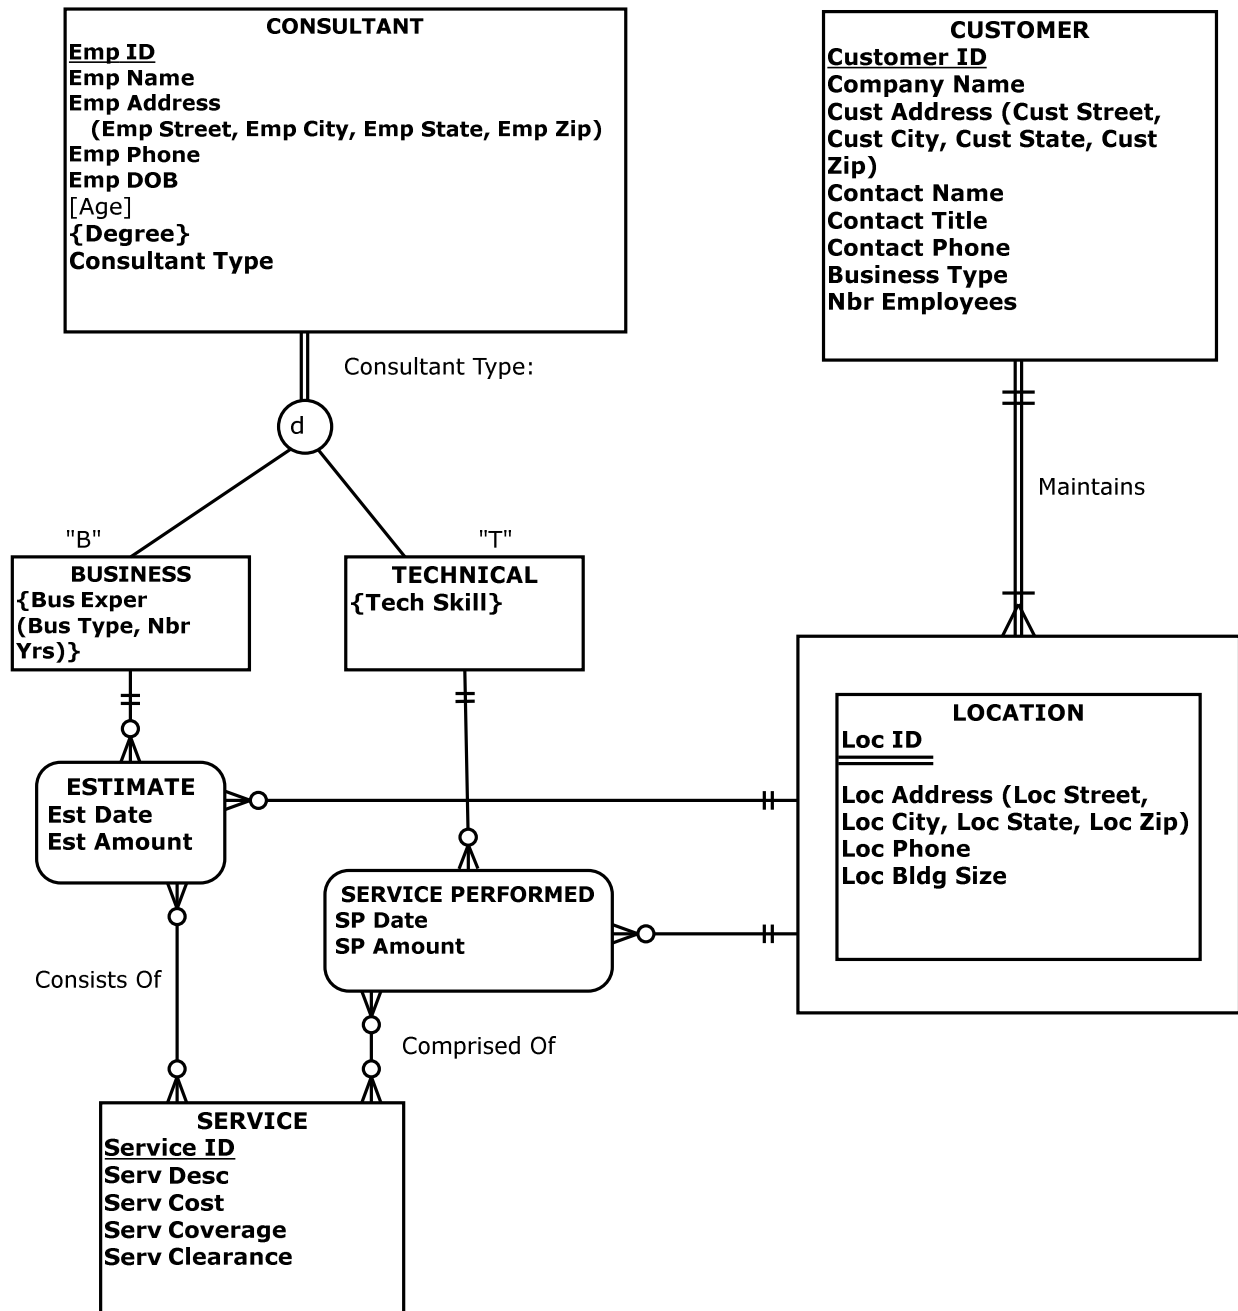 CONSULTANT
Emp ID
Emp Name
Emp Address
(Emp Street, Emp City, Emp State, Emp Zip)
Emp Phone
Emp DOB
[Age]
{Degree}
Consultant Type
CUSTOMER
Customer ID
Company Name
Cust Address (Cust Street,
Cust City, Cust State, Cust
Zip)
Contact Name
Contact Title
Contact Phone
Business Type
Nbr Employees
Consultant Type:
d
Maintains
"B"
"T"
BUSINESS
{Bus Exper
(Bus Type, Nbr
Yrs)}
TECHNICAL
{Tech Skill}
LOCATION
Loc ID
Loc Address (Loc Street,
Loc City, Loc State, Loc Zip)
Loc Phone
Loc Bldg Size
ESTIMATE
Est Date
Est Amount
SERVICE PERFORMED
SP Date
SP Amount
Consists Of
Comprised Of
SERVICE
Service ID
Serv Desc
Serv Cost
Serv Coverage
Serv Clearance